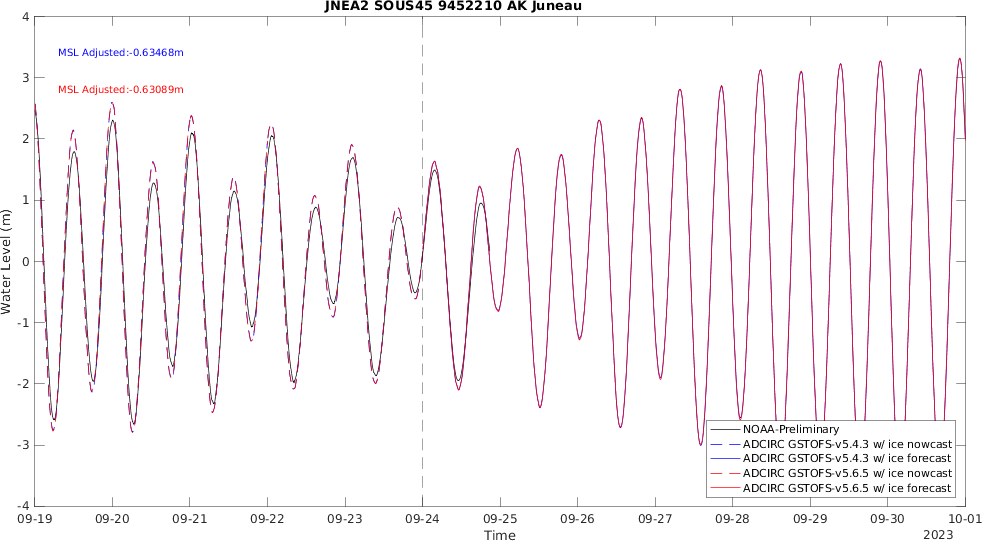 JNEA2 SOUS45 9452210 AK Juneau
MSL Adjusted:-0.63468m
MSL Adjusted:-0.63089m
Water Level (m)
4
3
2
1
0
-1
-2
-3
-4
NOAA-Preliminary
ADCIRC GSTOFS-v5.4.3 w/ ice nowcast
ADCIRC GSTOFS-v5.4.3 w/ ice forecast
ADCIRC GSTOFS-v5.6.5 w/ ice nowcast
ADCIRC GSTOFS-v5.6.5 w/ ice forecast
09-19 09-20 09-21 09-22 09-23 09-24 09-25 09-26 09-27 09-28 09-29 09-30 10-01
Time
2023